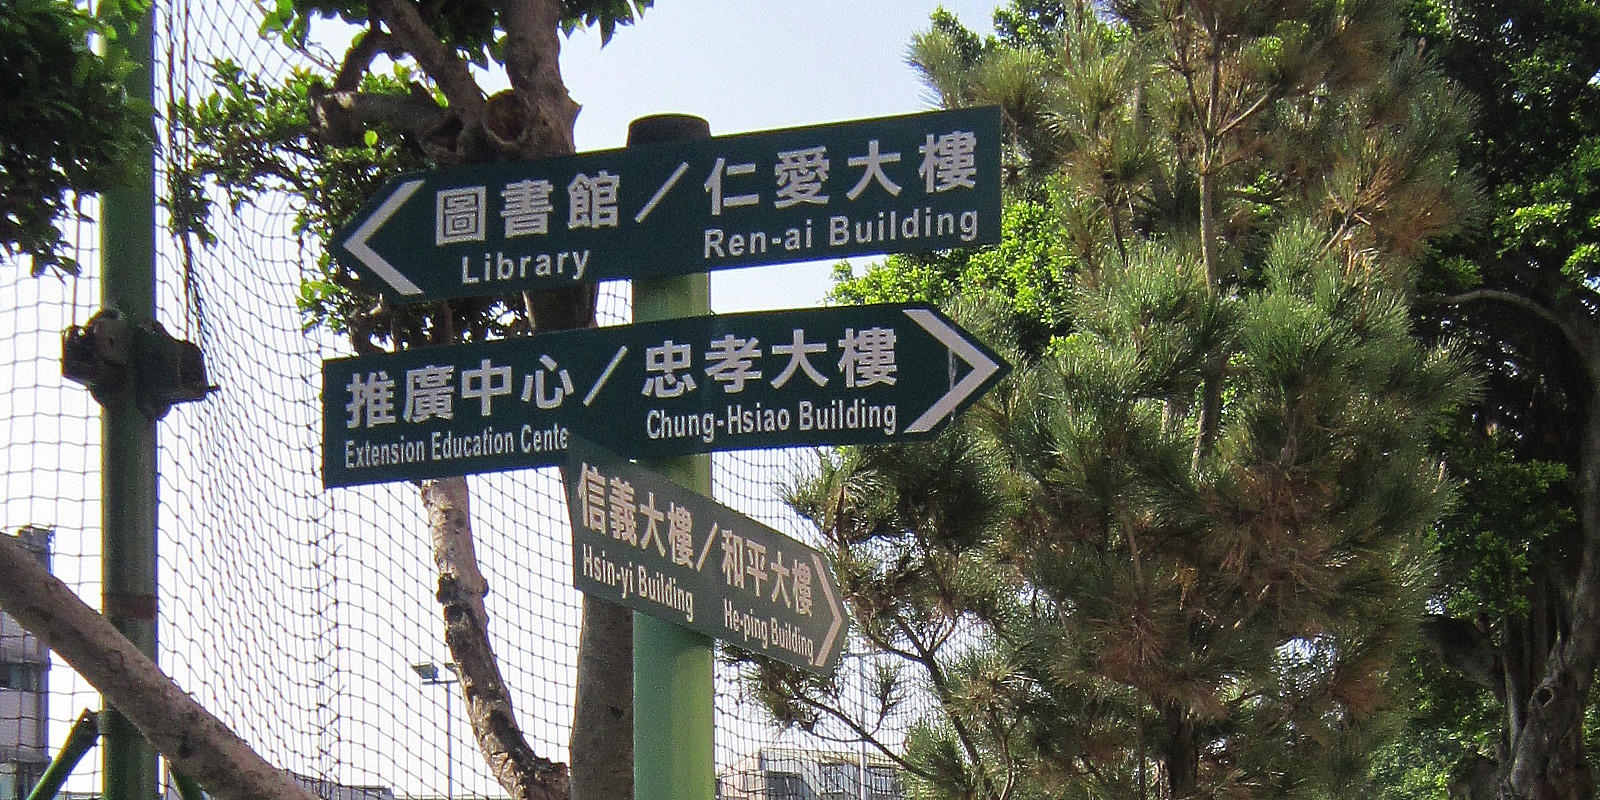 圖書館／仁愛大樓
Library Ren-ai Building
推廣中心／忠孝大樓
Extension Education Cente Chung-Hsiao Building
信義大樓／和平大樓
Hsin-yi Building He-ping Building